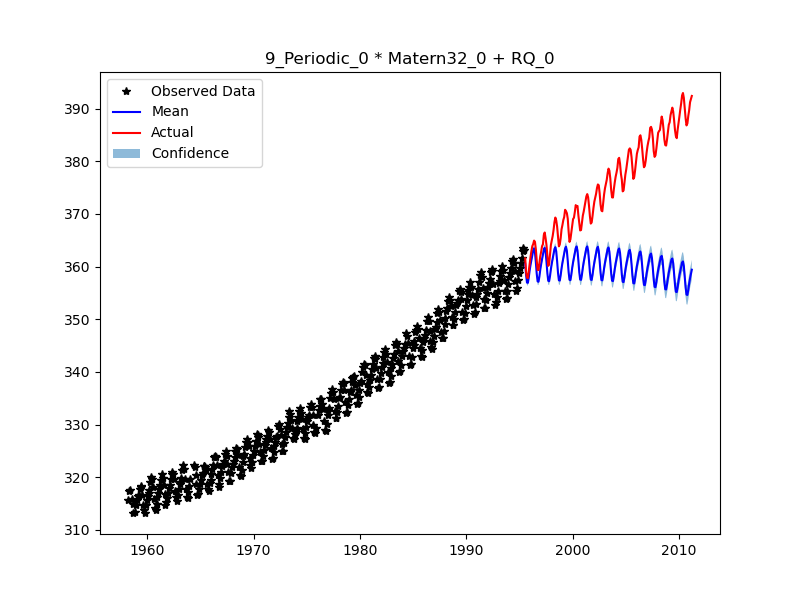 9_Periodic_0 * Matern32_0 + RQ_0
Observed Data
Mean
Actual
Confidence
390
380
370
360
350
340
330
320
310
1960 1970 1980 1990 2000 2010